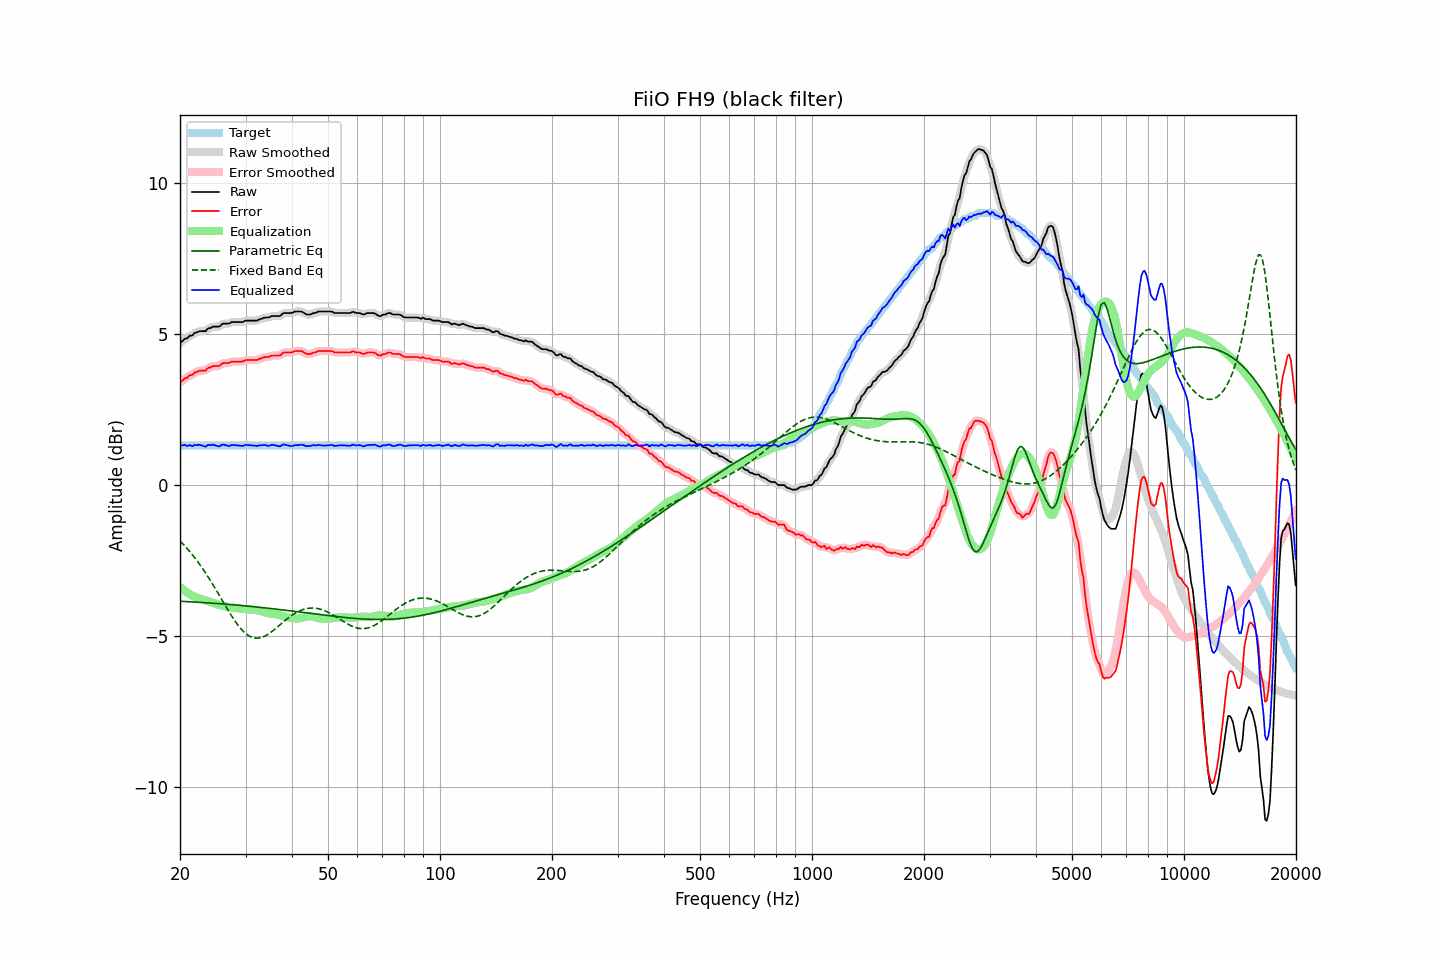 FiiO FH9 (black filter)
Target
Raw Smoothed
Error Smoothed
Raw
Error
Equalization
Parametric Eq
Fixed Band Eq
Equalized
10
5
0
−5
−10
Amplitude (dBr)
20 50 100 200 500 1000 2000 5000 10000 20000
Frequency (Hz)